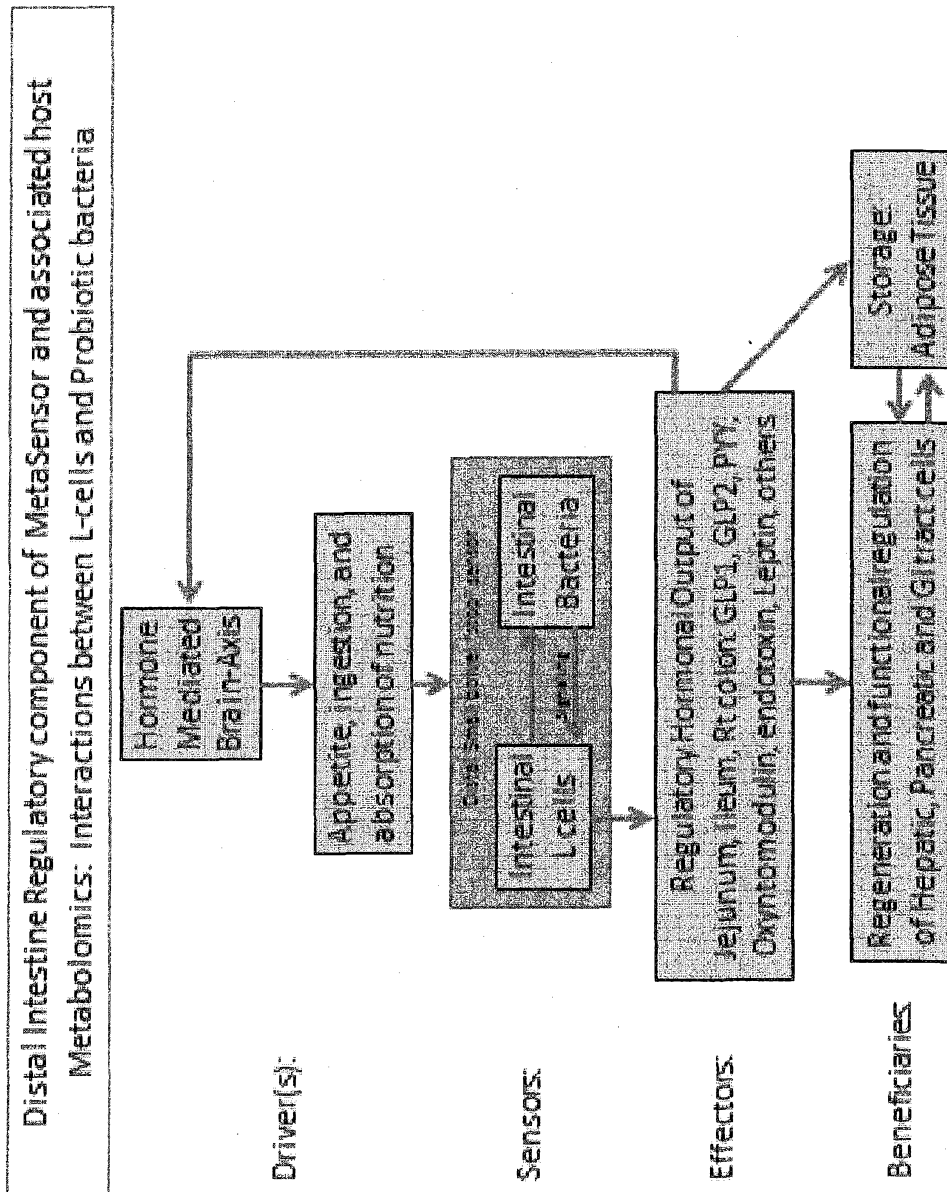 Distal Intestine Regulatory component of MetaSensor and associated host
Metabolomics: Interactions between L-cells and Probiotic bacteria
Driver(s):
Hormone
Mediated
Brain-Axis
Appetite, ingestion, and
absorption of nutrition
Sensors:
Intestinal
L cells
Intestinal
Bacteria
Effectors:
Regulatory Hormonal Output of
Jejunum, Ileum, Rt colon: GLP1, GLP2, PYY,
Oxyntomodulin, endotoxin, Leptin, others
Beneficiaries:
Regeneration and functional regulation
of Hepatic, Pancreatic and GI tract cells
Storage:
Adipose Tissue